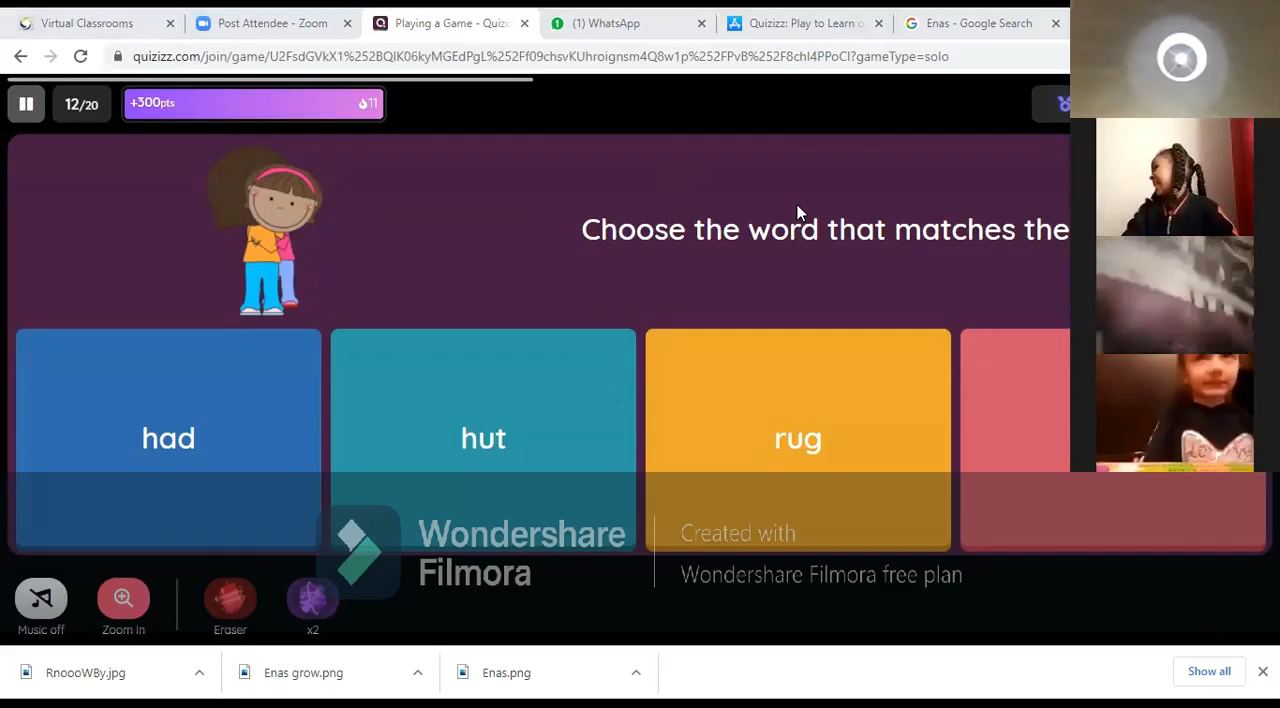 Virtual Classrooms
Post Attendee - Zoom
Playing a Game - Quizi
(1) WhatsApp
Quizizz: Play to Learn o
Enas - Google Search
quizizz.com/join/game/U2FsdGVkX1%252BQIK06kyMGEdPgL%252Ff09chsvKUhroignsm4Q8w1p%252FPvB%252F8chI4PPoCI?gameType=solo
12/20
+300pts
11
Choose the word that matches the
had
hut
rug
Wondershare
Filmora
Created with
Wondershare Filmora free plan
Music off
Zoom in
Eraser
x2
RnoooWBy.jpg
Enas grow.png
Enas.png
Show all